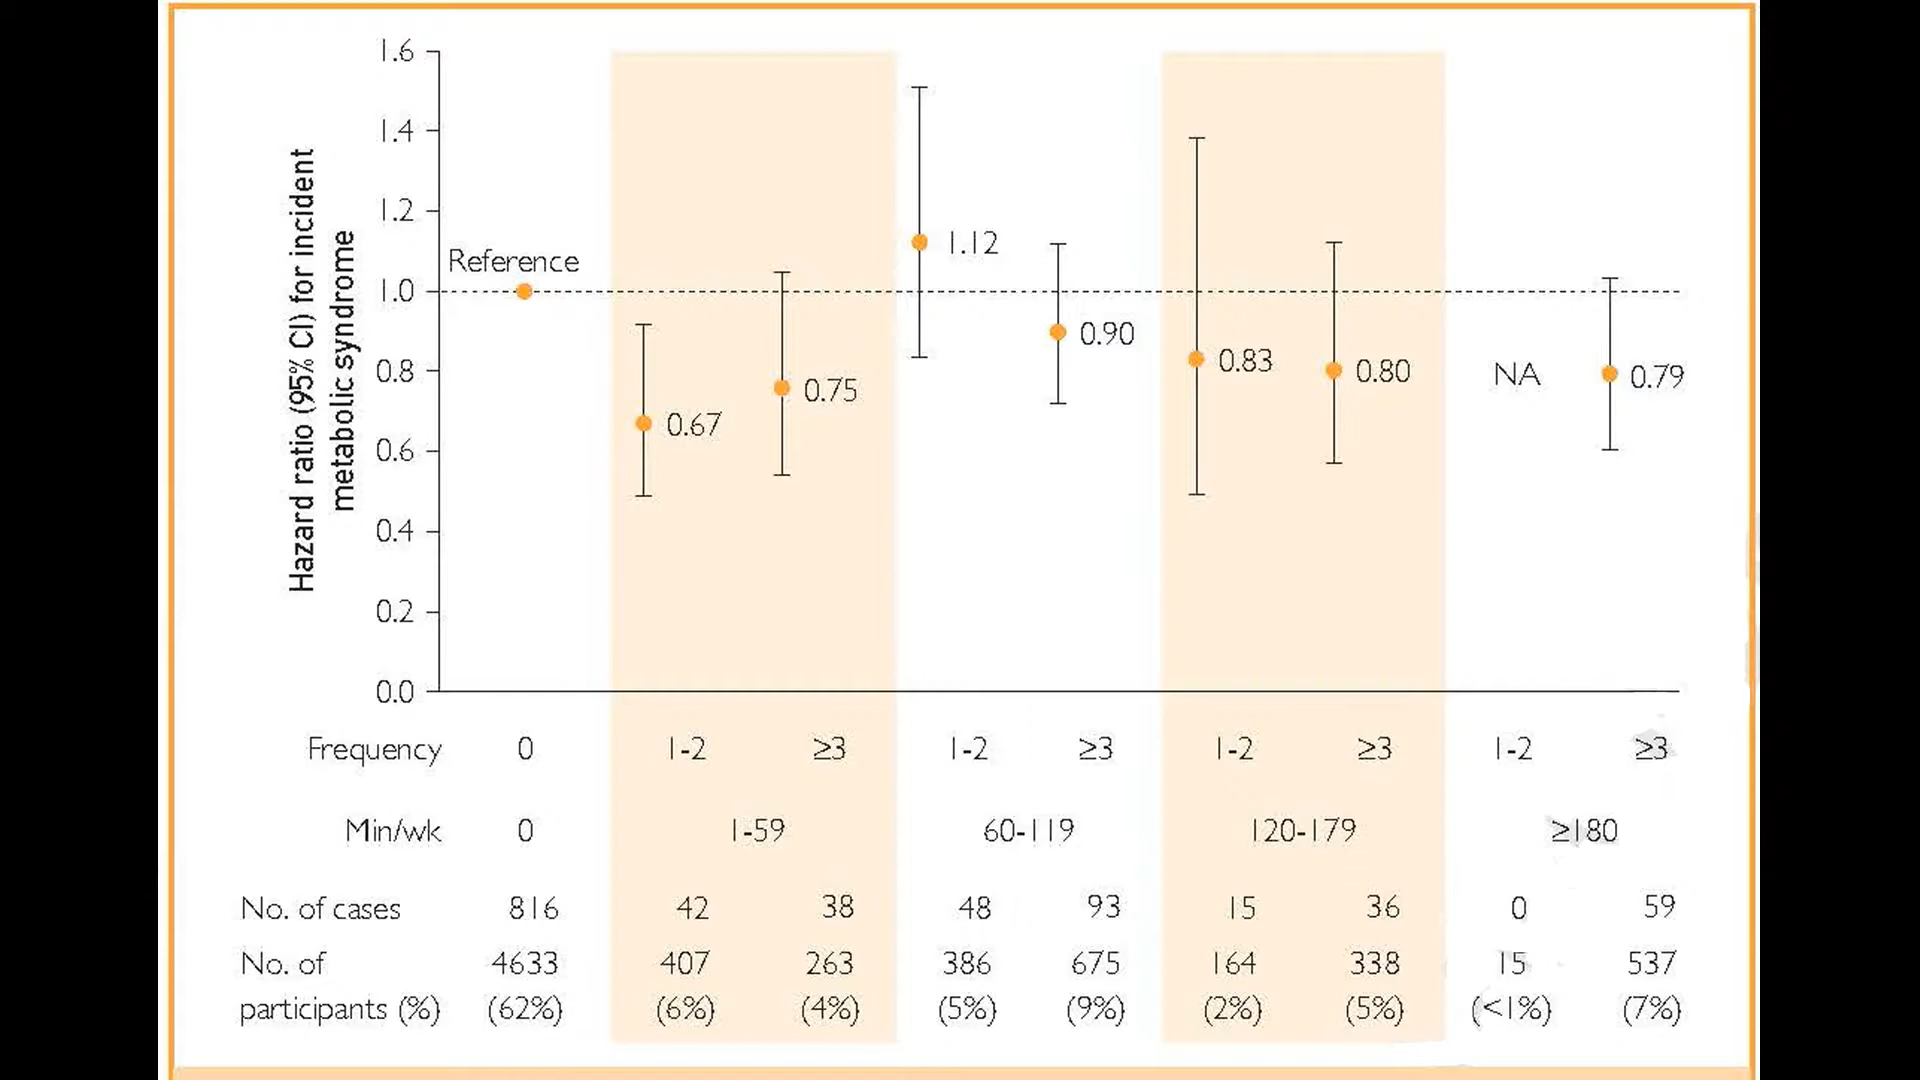 Hazard ratio (95% CI) for incident
metabolic syndrome
1.6
1.4
1.2
1.0
0.8
0.6
0.4
0.2
0.0
Reference
0.67
0.75
1.12
0.90
0.83
0.80
NA
0.79
Frequency 0 1-2 ≥3 1-2 ≥3 1-2 ≥3 1-2 ≥3
Min/wk 0 1-59 60-119 120-179 ≥180
No. of cases 816 42 38 48 93 15 36 0 59
No. of 4633 407 263 386 675 164 338 15 537
participants (%) (62%) (6%) (4%) (5%) (9%) (2%) (5%) (<1%) (7%)